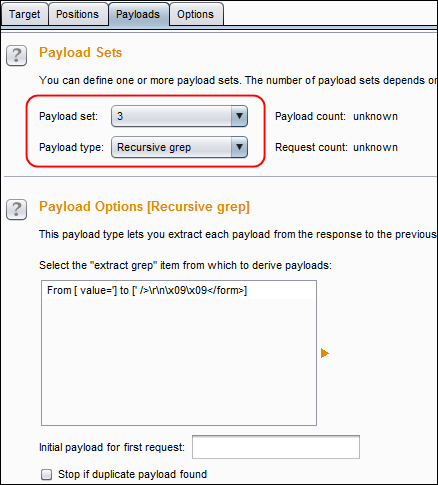 Target Positions Payloads Options
? Payload Sets
You can define one or more payload sets. The number of payload sets depends or
Payload set: 3 Payload count: unknown
Payload type: Recursive grep Request count: unknown
? Payload Options [Recursive grep]
This payload type lets you extract each payload from the response to the previous
Select the "extract grep" item from which to derive payloads:
From [ value='] to [' />\r\n\x09\x09</form>]
Initial payload for first request:
Stop if duplicate payload found